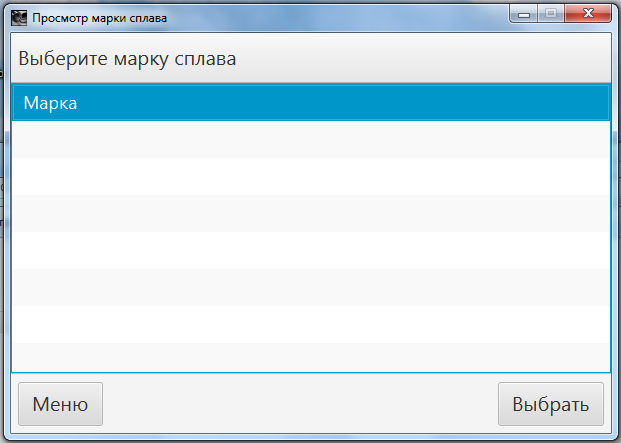 Просмотр марки сплава
Выберите марку сплава
Марка
Меню
Выбрать